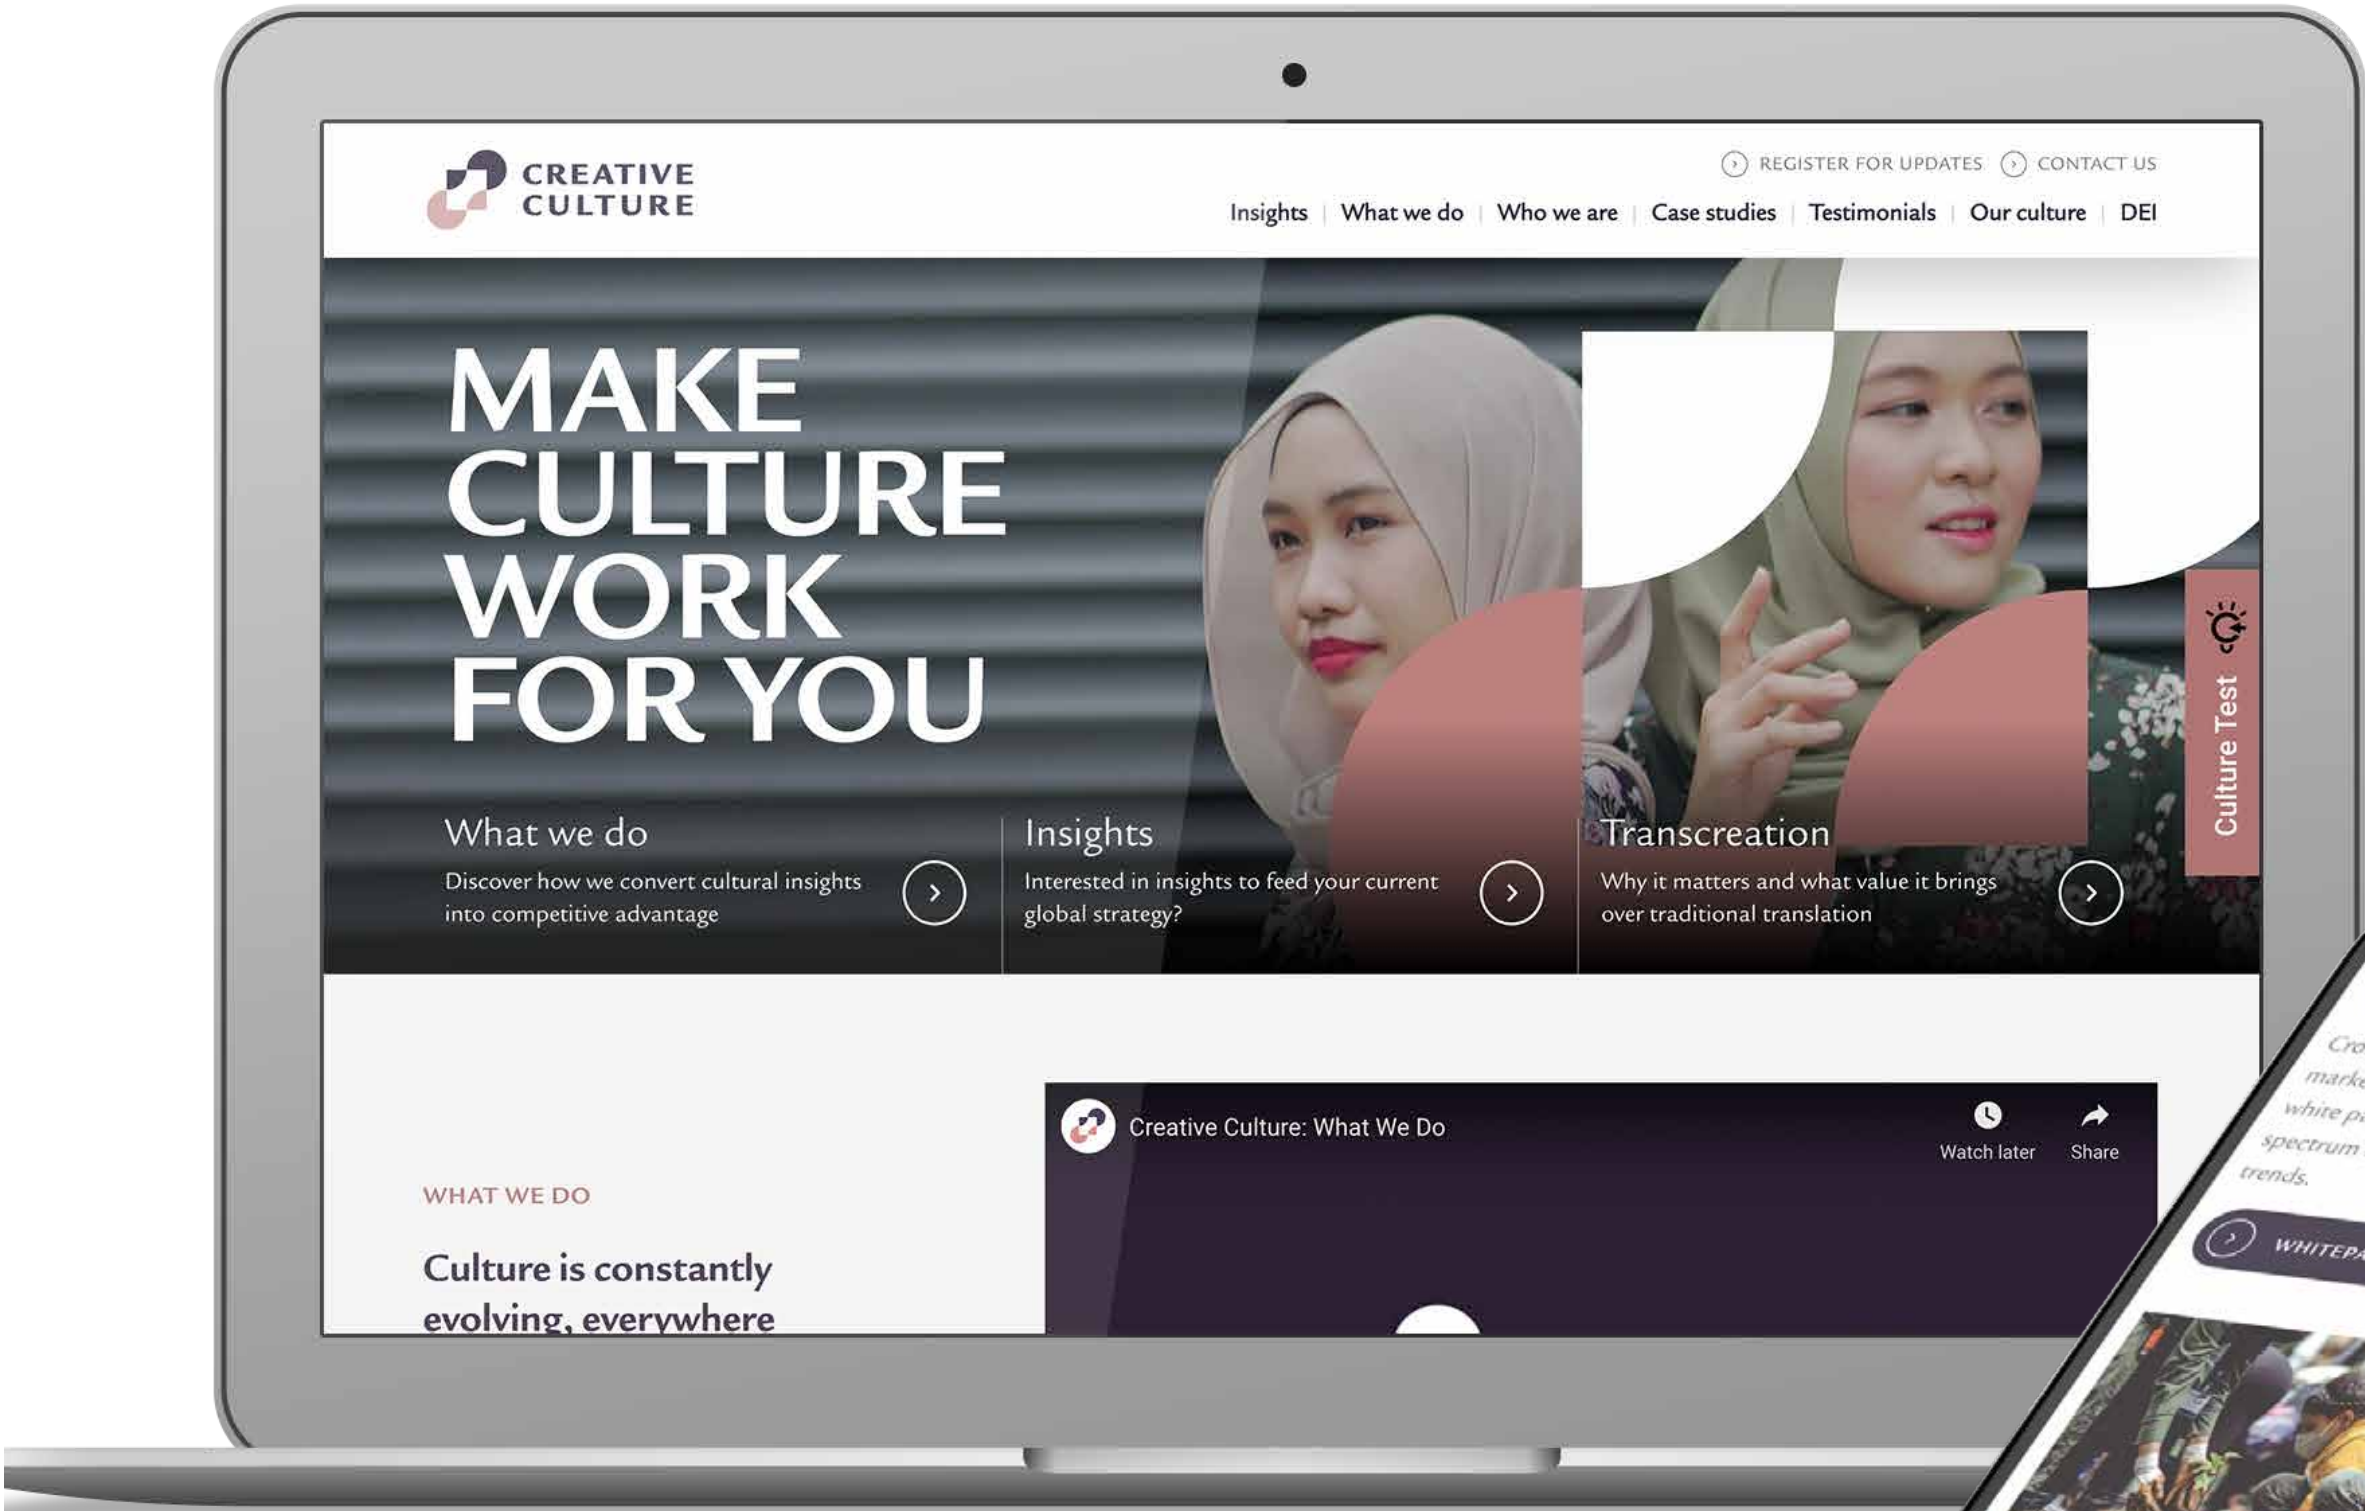 CREATIVE
CULTURE
REGISTER FOR UPDATES
CONTACT US
Insights
What we do
Who we are
Case studies
Testimonials
Our culture
DEI
MAKE
CULTURE
WORK
FOR YOU
Culture Test
What we do
Discover how we convert cultural insights
into competitive advantage
Insights
Interested in insights to feed your current
global strategy?
Transcreation
Why it matters and what value it brings
over traditional translation
WHAT WE DO
Culture is constantly
evolving, everywhere
Creative Culture: What We Do
Watch later
Share
white
spectrum
trends.